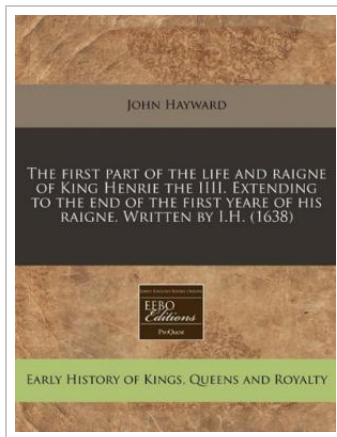 John Hayward
The first part of the life and raigne
of King Henrie the IIII. Extending
to the end of the first yeare of his
raigne. Written by I.H. (1638)
EEBO
Editions
ProQuest
Early History of Kings, Queens and Royalty